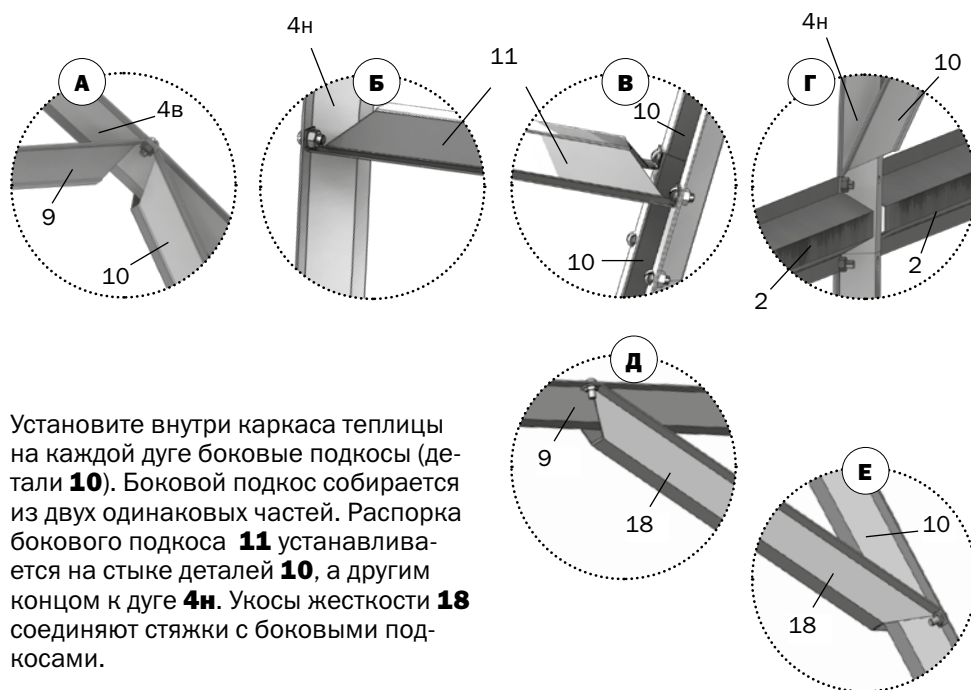 4н
11
4н
10
А
Б
В
Г
4в
10
9
10
10
2
2
Д
9
18
Е
10
18
Установите внутри каркаса теплицы
на каждой дуге боковые подкосы (де-
тали 10). Боковой подкос собирается
из двух одинаковых частей. Распорка
бокового подкоса 11 устанавлива-
ется на стыке деталей 10, а другим
концом к дуге 4н. Укосы жесткости 18
соединяют стяжки с боковыми под-
косами.